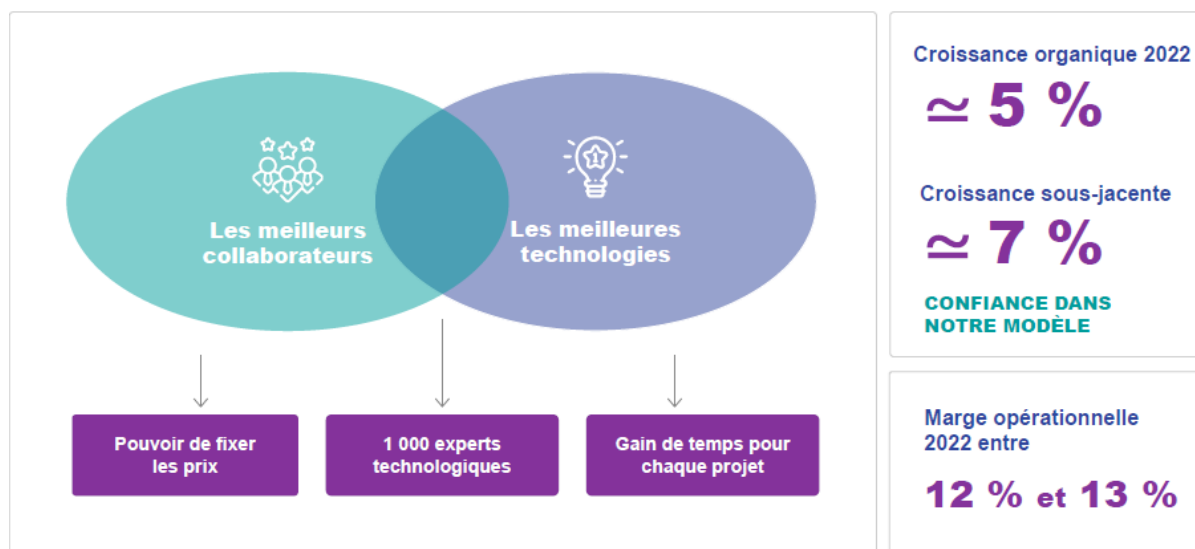 Les meilleurs
collaborateurs
1
Les meilleures
technologies
Pouvoir de fixer
les prix
1 000 experts
technologiques
Gain de temps pour
chaque projet
Croissance organique 2022
≃ 5 %
Croissance sous-jacente
≃ 7 %
CONFIANCE DANS
NOTRE MODÈLE
Marge opérationnelle
2022 entre
12 % et 13 %